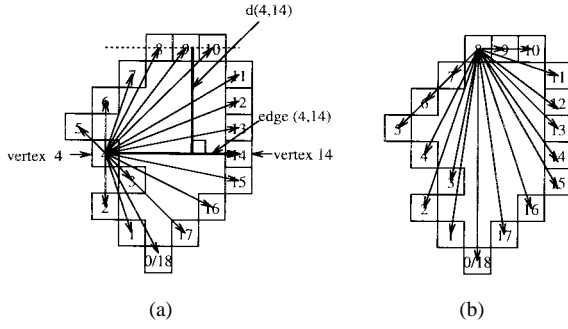 d(4,14)
8 9 10
7 11
6 12
5 13
edge (4,14)
vertex 4
4 14
vertex 14
3 15
2 16
1 17
0/18
(a)
8 9 10
7 11
6 12
5 13
4 14
3 15
2 16
1 17
0/18
(b)